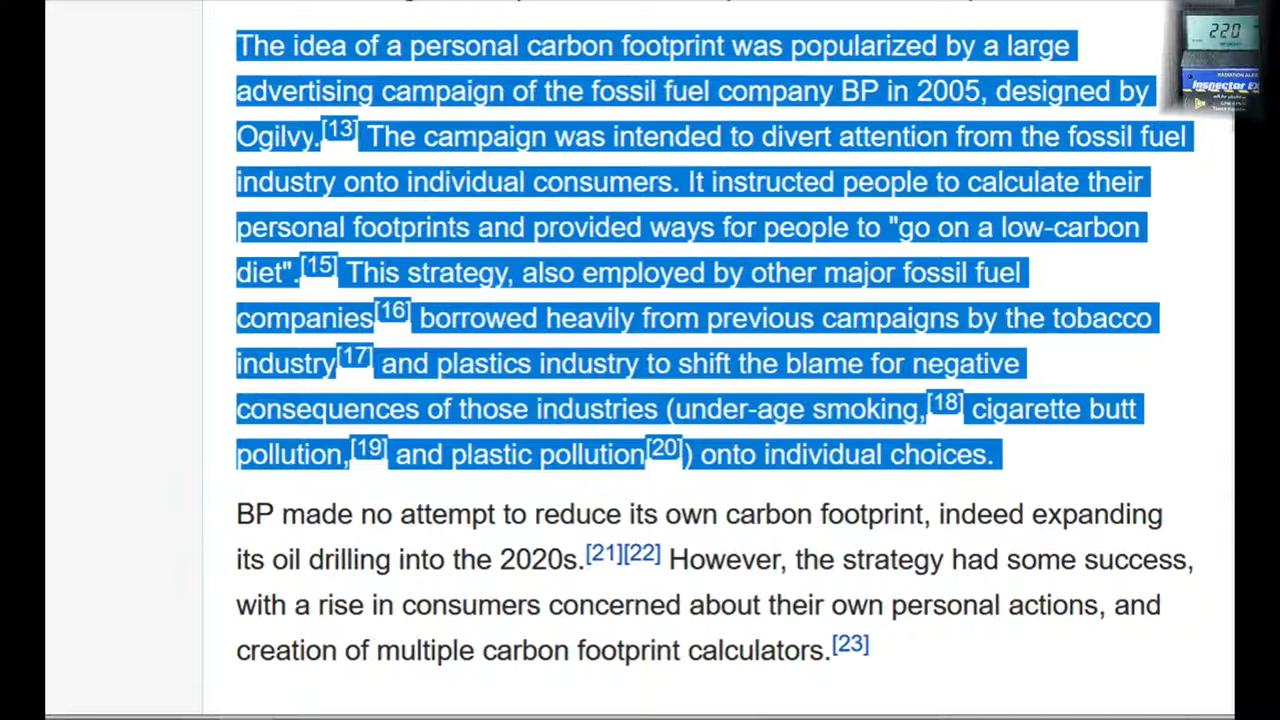 The idea of a personal carbon footprint was popularized by a large
advertising campaign of the fossil fuel company BP in 2005, designed by
Ogilvy.[13] The campaign was intended to divert attention from the fossil fuel
industry onto individual consumers. It instructed people to calculate their
personal footprints and provided ways for people to "go on a low-carbon
diet".[15] This strategy, also employed by other major fossil fuel
companies[16] borrowed heavily from previous campaigns by the tobacco
industry[17] and plastics industry to shift the blame for negative
consequences of those industries (under-age smoking,[18] cigarette butt
pollution,[19] and plastic pollution[20]) onto individual choices.
BP made no attempt to reduce its own carbon footprint, indeed expanding
its oil drilling into the 2020s.[21][22] However, the strategy had some success,
with a rise in consumers concerned about their own personal actions, and
creation of multiple carbon footprint calculators.[23]
220
RADIATION ALERT
Inspector EX